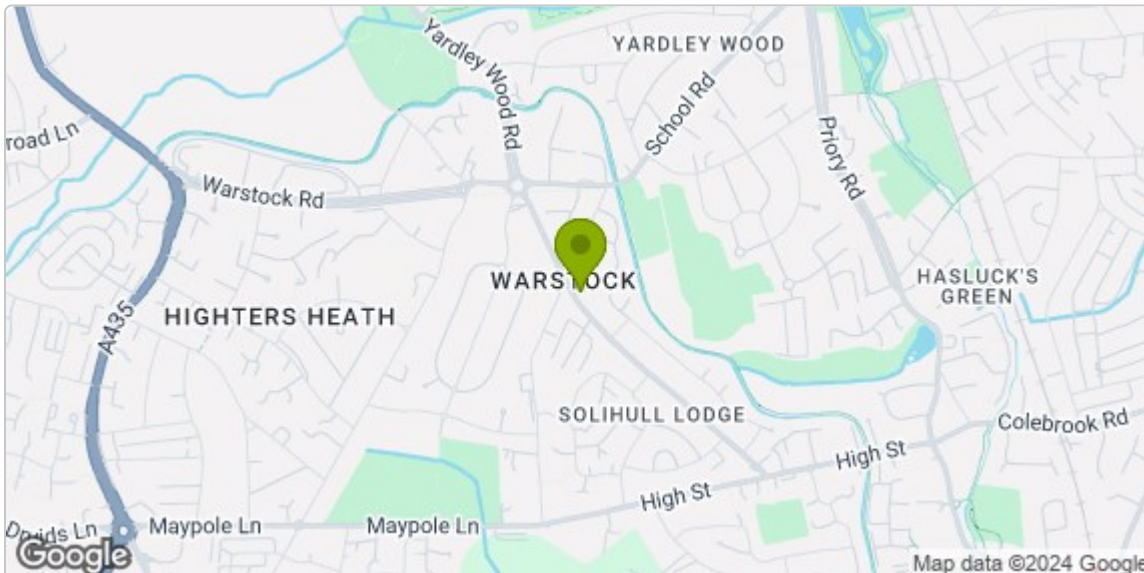 YARDLEY WOOD
Yardley Wood Rd
School Rd
road Ln
Priory Rd
Warstock Rd
WARSTOCK
HASLUCK'S
GREEN
HIGHTERS HEATH
A435
SOLIHULL LODGE
Colebrook Rd
High St
High St
Druids Ln
Maypole Ln
Maypole Ln
Google
Map data ©2024 Google